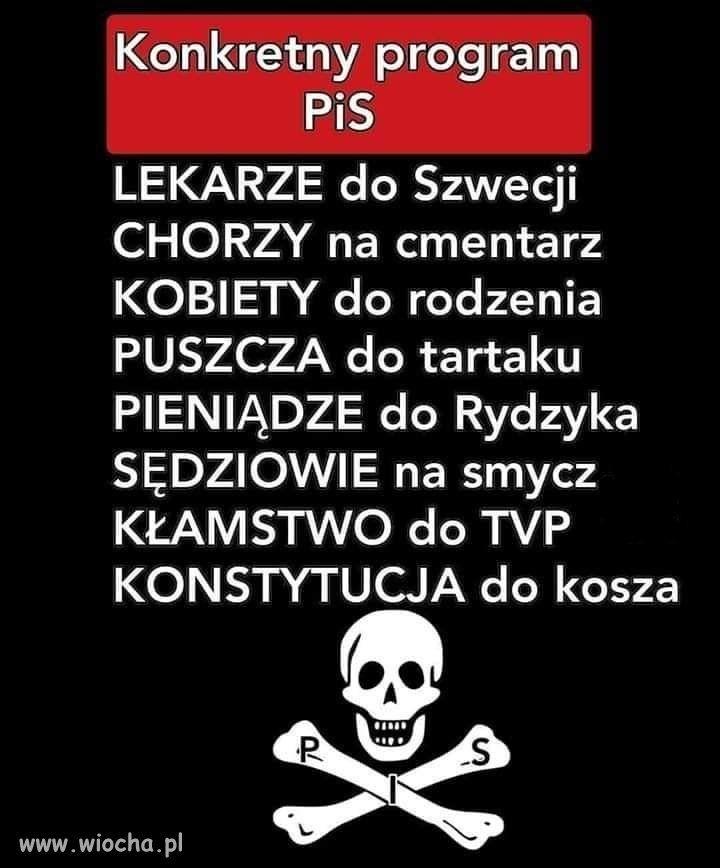 Konkretny program
PiS
LEKARZE do Szwecji
CHORZY na cmentarz
KOBIETY do rodzenia
PUSZCZA do tartaku
PIENIĄDZE do Rydzyka
SĘDZIOWIE na smycz
KŁAMSTWO do TVP
KONSTYTUCJA do kosza
P I S
www.wiocha.pl